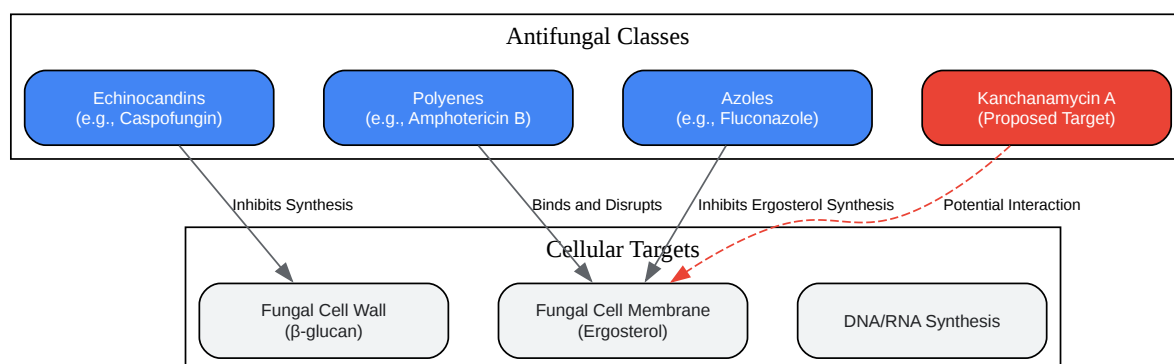 Antifungal Classes
Echinocandins
(e.g., Caspofungin)
Polyenes
(e.g., Amphotericin B)
Azoles
(e.g., Fluconazole)
Kanchanamycin A
(Proposed Target)
Inhibits Synthesis
Binds and Disrupts
Inhibits Ergosterol Synthesis
Potential Interaction
Cellular Targets
Fungal Cell Wall
(β-glucan)
Fungal Cell Membrane
(Ergosterol)
DNA/RNA Synthesis